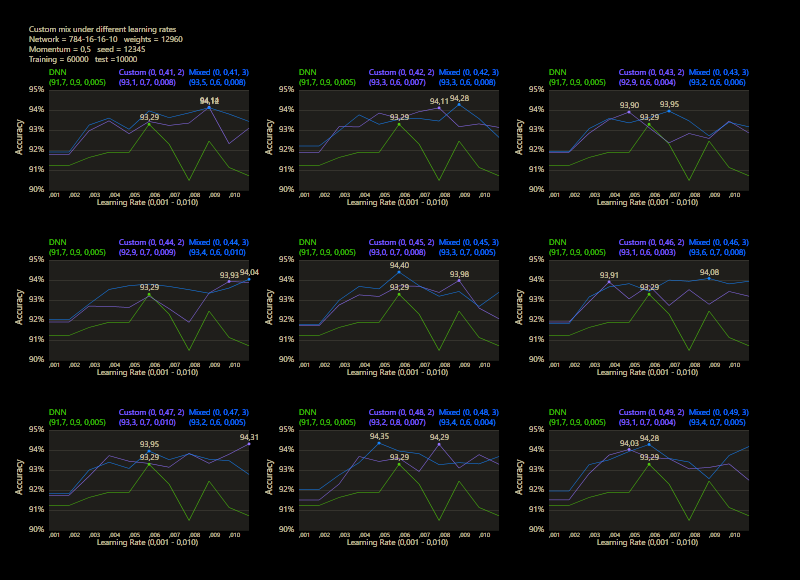 Custom mix under different learning rates
Network = 784-16-16-10 weights = 12960
Momentum = 0,5 seed = 12345
Training = 60000 test =10000
DNN Custom (0, 0,41, 2) Mixed (0, 0,41, 3)
(91,7, 0,9, 0,005) (93,1, 0,7, 0,008) (93,5, 0,6, 0,008)
95%
94%
93%
92%
91%
90%
Accuracy
93,29
,001 ,002 ,003 ,004 ,005 ,006 ,007 ,008 ,009 ,010
Learning Rate (0,001 - 0,010)
DNN Custom (0, 0,42, 2) Mixed (0, 0,42, 3)
(91,7, 0,9, 0,005) (93,3, 0,6, 0,007) (93,3, 0,6, 0,008)
95%
94%
93%
92%
91%
90%
Accuracy
94,11 94,28
93,29
,001 ,002 ,003 ,004 ,005 ,006 ,007 ,008 ,009 ,010
Learning Rate (0,001 - 0,010)
DNN Custom (0, 0,43, 2) Mixed (0, 0,43, 3)
(91,7, 0,9, 0,005) (92,9, 0,6, 0,004) (93,2, 0,6, 0,006)
95%
94%
93%
92%
91%
90%
Accuracy
93,90 93,95
93,29
,001 ,002 ,003 ,004 ,005 ,006 ,007 ,008 ,009 ,010
Learning Rate (0,001 - 0,010)
DNN Custom (0, 0,44, 2) Mixed (0, 0,44, 3)
(91,7, 0,9, 0,005) (92,9, 0,7, 0,009) (93,4, 0,6, 0,010)
95%
94%
93%
92%
91%
90%
Accuracy
93,93 94,04
93,29
,001 ,002 ,003 ,004 ,005 ,006 ,007 ,008 ,009 ,010
Learning Rate (0,001 - 0,010)
DNN Custom (0, 0,45, 2) Mixed (0, 0,45, 3)
(91,7, 0,9, 0,005) (93,0, 0,7, 0,008) (93,3, 0,7, 0,005)
95%
94%
93%
92%
91%
90%
Accuracy
94,40 93,98
93,29
,001 ,002 ,003 ,004 ,005 ,006 ,007 ,008 ,009 ,010
Learning Rate (0,001 - 0,010)
DNN Custom (0, 0,46, 2) Mixed (0, 0,46, 3)
(91,7, 0,9, 0,005) (93,1, 0,6, 0,003) (93,6, 0,7, 0,008)
95%
94%
93%
92%
91%
90%
Accuracy
93,91 94,08
93,29
,001 ,002 ,003 ,004 ,005 ,006 ,007 ,008 ,009 ,010
Learning Rate (0,001 - 0,010)
DNN Custom (0, 0,47, 2) Mixed (0, 0,47, 3)
(91,7, 0,9, 0,005) (93,3, 0,7, 0,010) (93,2, 0,6, 0,005)
95%
94%
93%
92%
91%
90%
Accuracy
93,95 94,31
93,29
,001 ,002 ,003 ,004 ,005 ,006 ,007 ,008 ,009 ,010
Learning Rate (0,001 - 0,010)
DNN Custom (0, 0,48, 2) Mixed (0, 0,48, 3)
(91,7, 0,9, 0,005) (93,2, 0,8, 0,007) (93,4, 0,6, 0,004)
95%
94%
93%
92%
91%
90%
Accuracy
94,35 94,29
93,29
,001 ,002 ,003 ,004 ,005 ,006 ,007 ,008 ,009 ,010
Learning Rate (0,001 - 0,010)
DNN Custom (0, 0,49, 2) Mixed (0, 0,49, 3)
(91,7, 0,9, 0,005) (93,1, 0,7, 0,004) (93,4, 0,7, 0,005)
95%
94%
93%
92%
91%
90%
Accuracy
94,03 94,28
93,29
,001 ,002 ,003 ,004 ,005 ,006 ,007 ,008 ,009 ,010
Learning Rate (0,001 - 0,010)